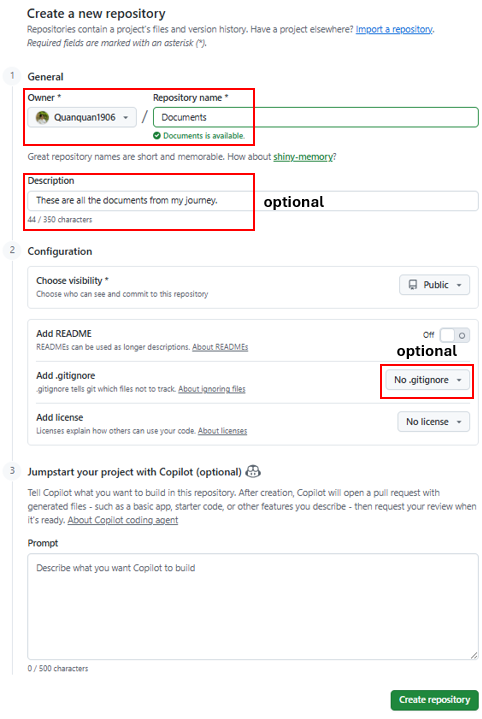 Create a new repository
Repositories contain a project's files and version history. Have a project elsewhere? Import a repository.
Required fields are marked with an asterisk (*).
1 General
Owner * Repository name *
Quanquan1906 / Documents
Documents is available.
Great repository names are short and memorable. How about shiny-memory?
Description
These are all the documents from my journey. optional
44 / 350 characters
2 Configuration
Choose visibility * Public
Choose who can see and commit to this repository
Add README Off
READMEs can be used as longer descriptions. About READMEs
optional
Add .gitignore No .gitignore
.gitignore tells git which files not to track. About ignoring files
Add license No license
Licenses explain how others can use your code. About licenses
3 Jumpstart your project with Copilot (optional)
Tell Copilot what you want to build in this repository. After creation, Copilot will open a pull request with
generated files - such as a basic app, starter code, or other features you describe - then request your review when
it's ready. About Copilot coding agent
Prompt
Describe what you want Copilot to build
0 / 500 characters
Create repository